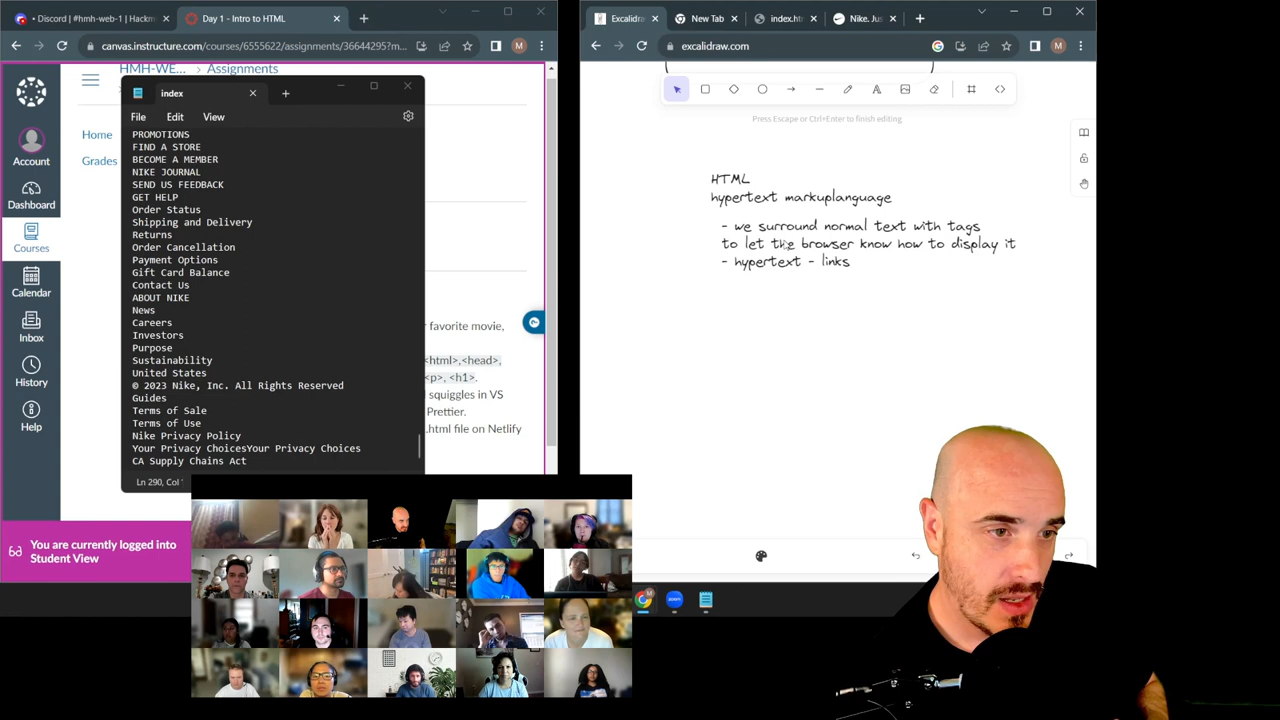 • Discord | #hmh-web-1 | Hackm
Day 1 - Intro to HTML
canvas.instructure.com/courses/6555622/assignments/36644295?m...
M
HMH-WE...
Assignments
Home
Grades
Account
Dashboard
Courses
Calendar
Inbox
History
Help
index
File
Edit
View
PROMOTIONS
FIND A STORE
BECOME A MEMBER
NIKE JOURNAL
SEND US FEEDBACK
GET HELP
Order Status
Shipping and Delivery
Returns
Order Cancellation
Payment Options
Gift Card Balance
Contact Us
ABOUT NIKE
News
Careers
Investors
Purpose
Sustainability
United States
© 2023 Nike, Inc. All Rights Reserved
Guides
Terms of Sale
Terms of Use
Nike Privacy Policy
Your Privacy ChoicesYour Privacy Choices
CA Supply Chains Act
Ln 290, Col
favorite movie,
<html>,<head>,
<p>, <h1>.
squiggles in VS
Prettier.
.html file on Netlify
You are currently logged into
Student View
Excalidraw
New Tab
index.htm
Nike. Jus
excalidraw.com
M
Press Escape or Ctrl+Enter to finish editing
HTML
hypertext markuplanguage
- we surround normal text with tags
to let the browser know how to display it
- hypertext - links
zoom